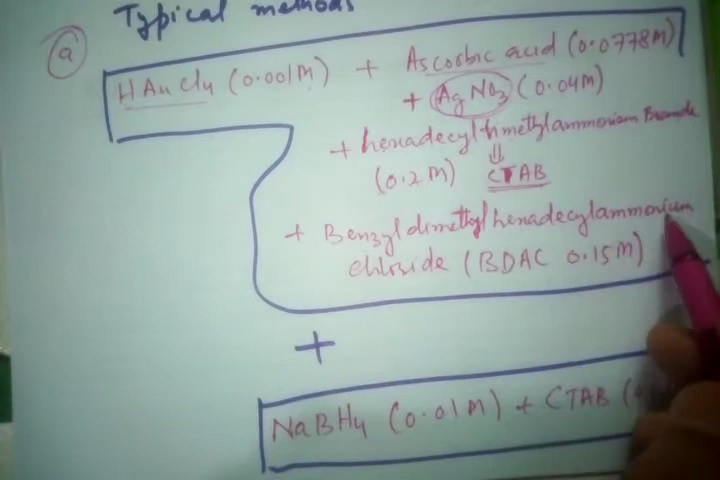 Typical methods
a
HAuCl4 (0.001M) + Ascorbic acid (0.0778M)
+ AgNO3 (0.04M)
+ hexadecyltrimethylammonium Bromide
(0.2M) ⇓ CTAB
+ Benzyldimethylhexadecylammonium
chloride (BDAC 0.15M)
+
NaBH4 (0.01M) + CTAB (0